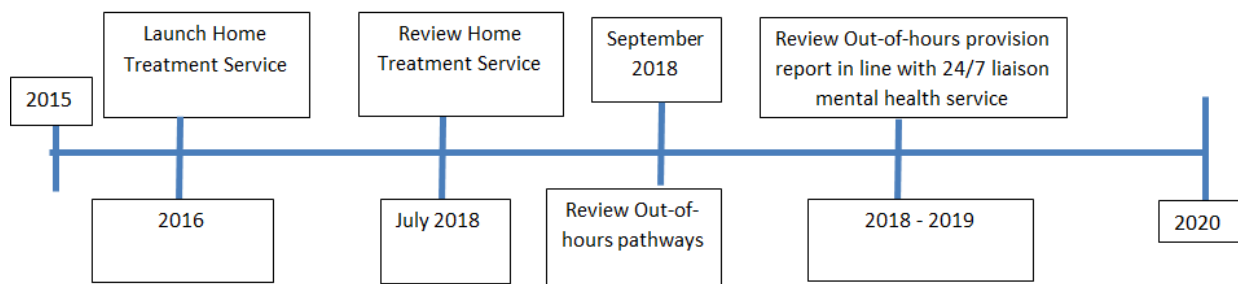 2015
Launch Home
Treatment Service
2016
Review Home
Treatment Service
July 2018
September
2018
Review Out-of-
hours pathways
Review Out-of-hours provision
report in line with 24/7 liaison
mental health service
2018 - 2019
2020